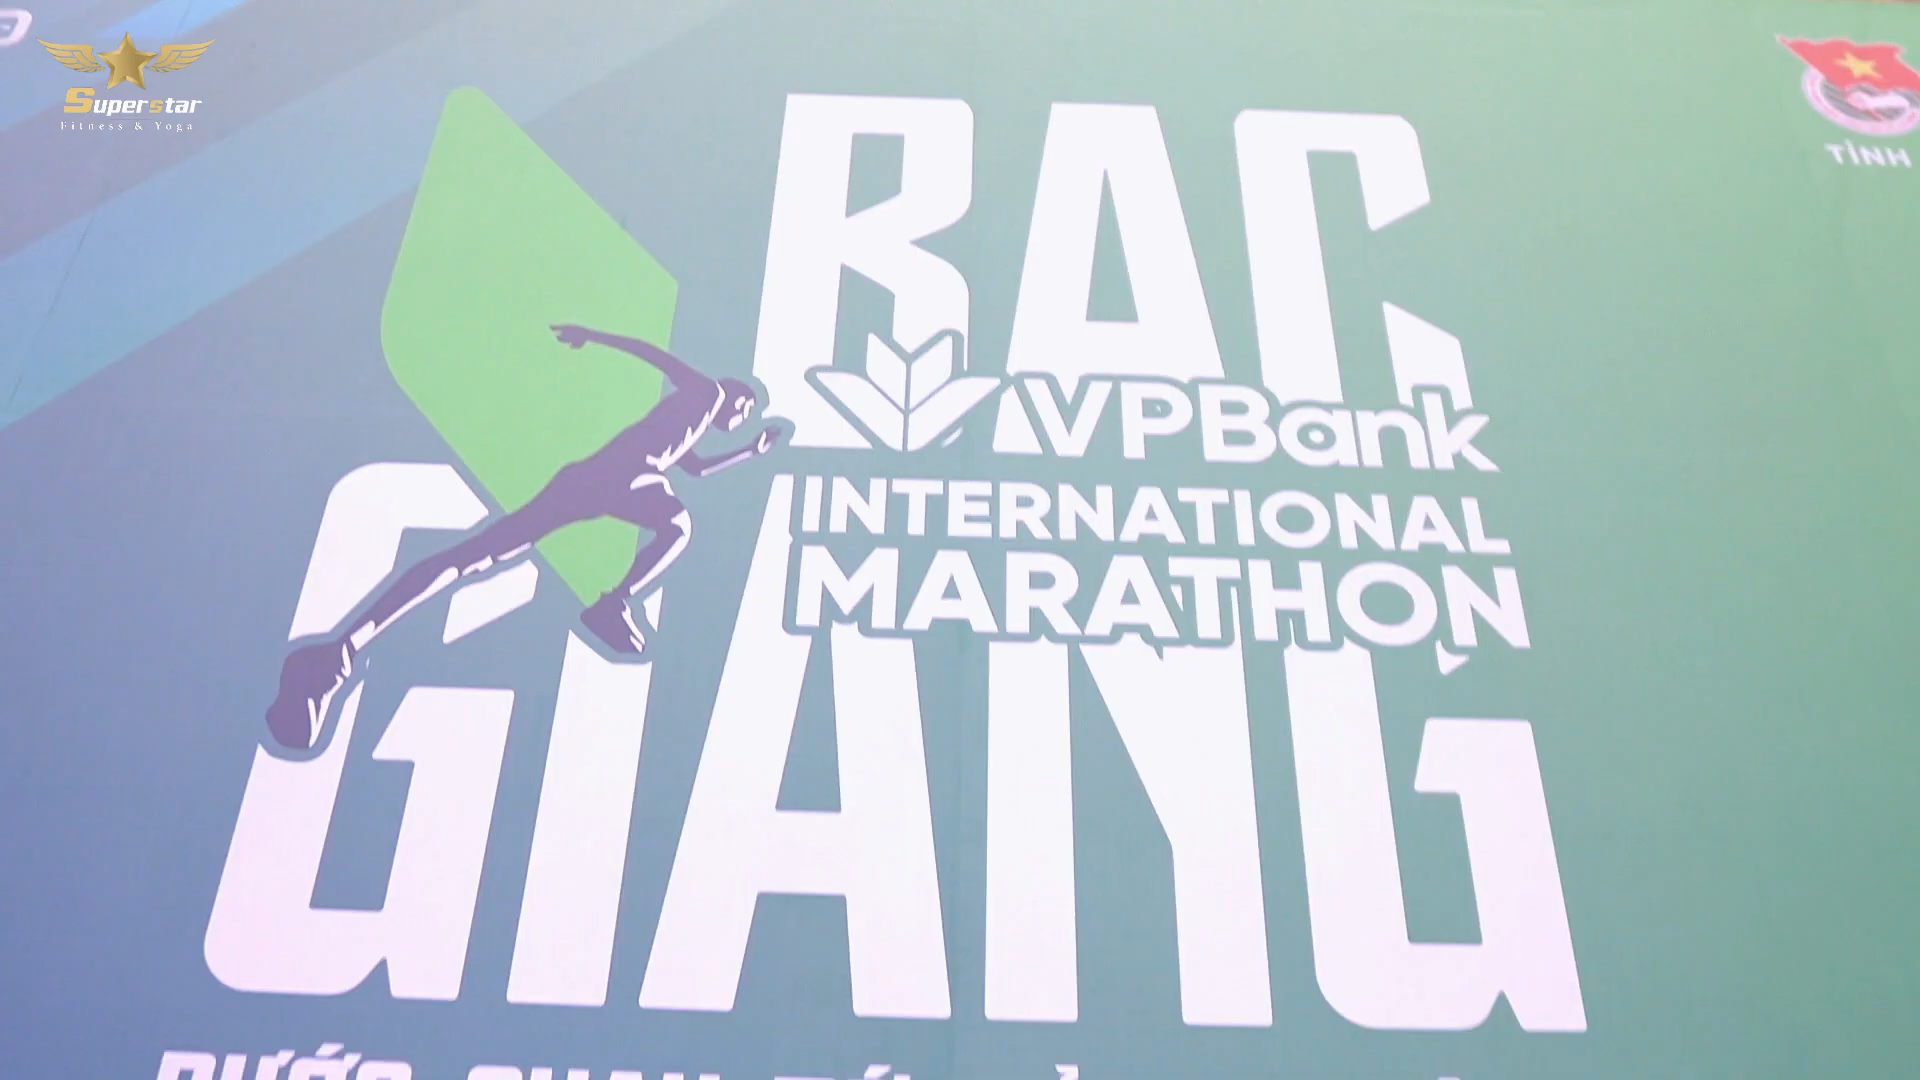 Superstar
Fitness & Yoga
TỈNH
BAC
VPBank
INTERNATIONAL
MARATHON
GIANG